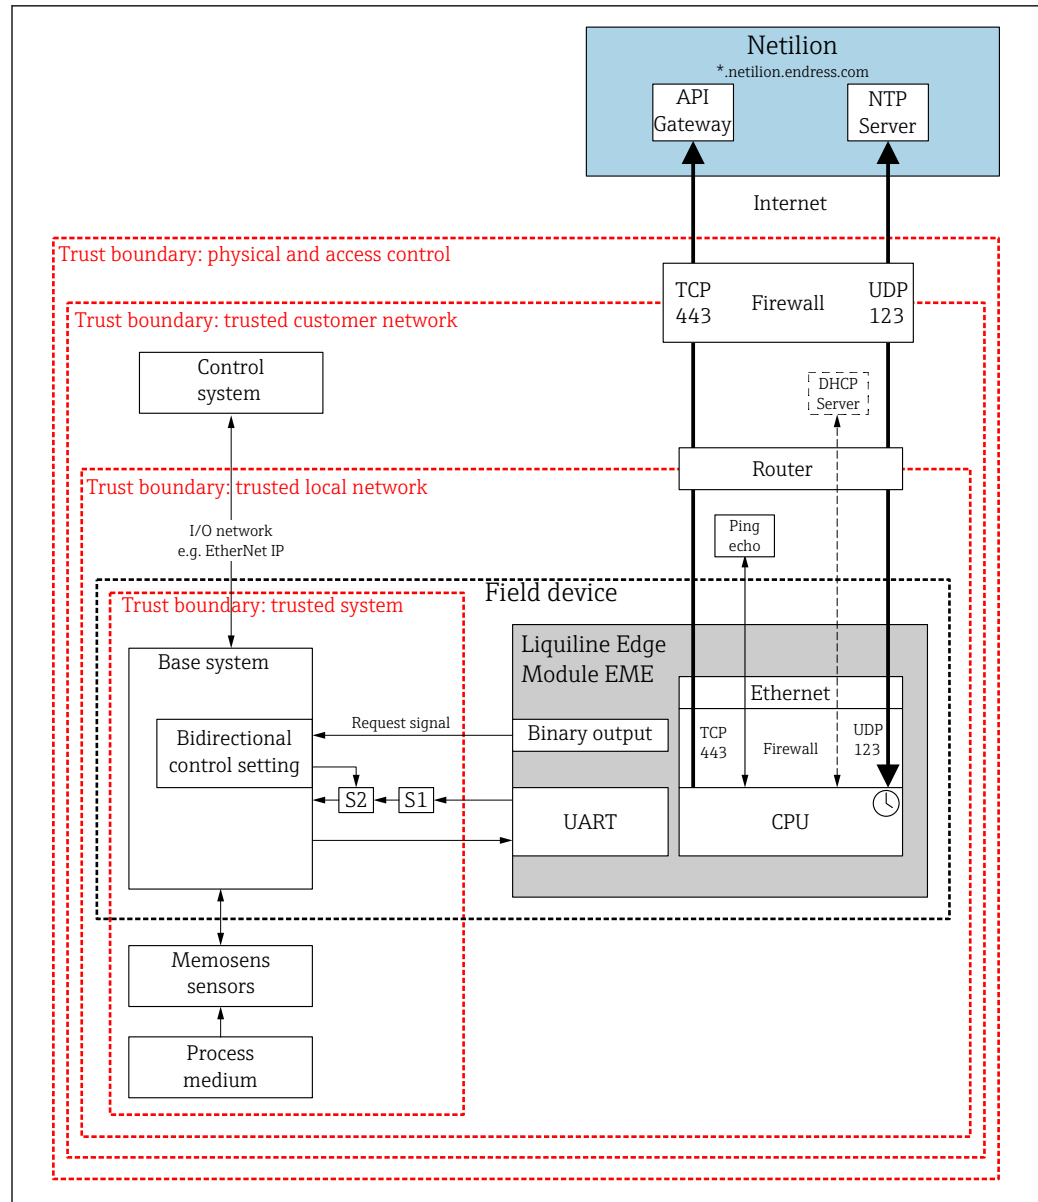 Netilion
*.netilion.endress.com
API
Gateway
NTP
Server
Internet
Trust boundary: physical and access control
TCP
443
Firewall
UDP
123
Trust boundary: trusted customer network
Control
system
DHCP
Server
Router
Trust boundary: trusted local network
I/O network
e.g. EtherNet IP
Ping
echo
Field device
Trust boundary: trusted system
Liquiline Edge
Module EME
Base system
Ethernet
Request signal
Binary output
TCP
443
Firewall
UDP
123
Bidirectional
control setting
S2
S1
UART
CPU
Memosens
sensors
Process
medium